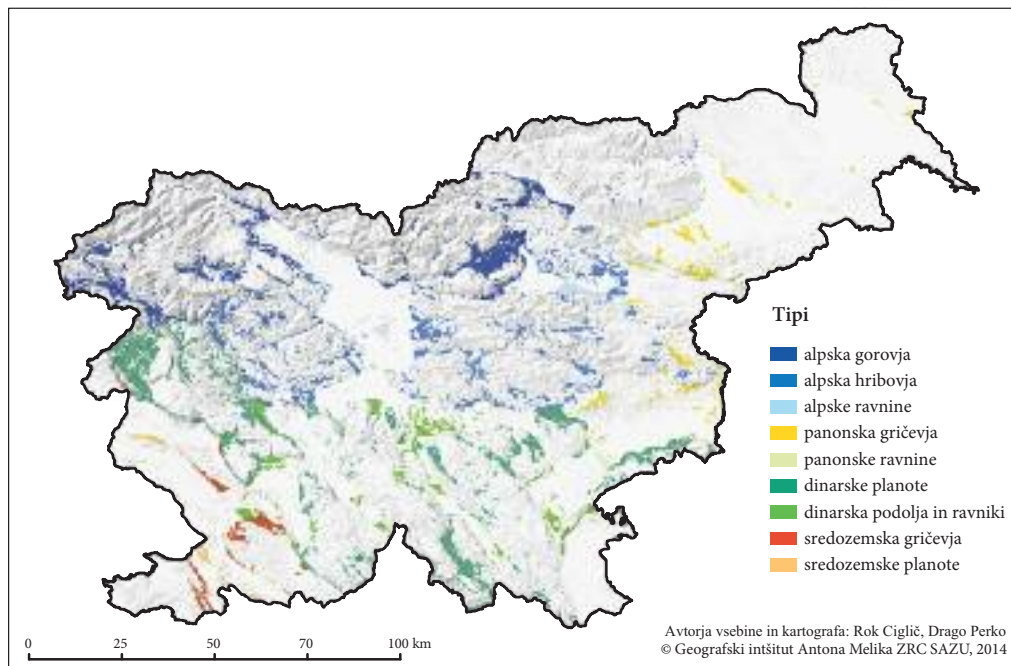 Tipi
alpska gorovja
alpska hribovja
alpske ravnine
panonska gričevja
panonske ravnine
dinarske planote
dinarska podolja in ravniki
sredozemska gričevja
sredozemske planote
0 25 50 70 100 km
Avtorja vsebine in kartografa: Rok Ciglič, Drago Perko
© Geografski intšitut Antona Melika ZRC SAZU, 2014